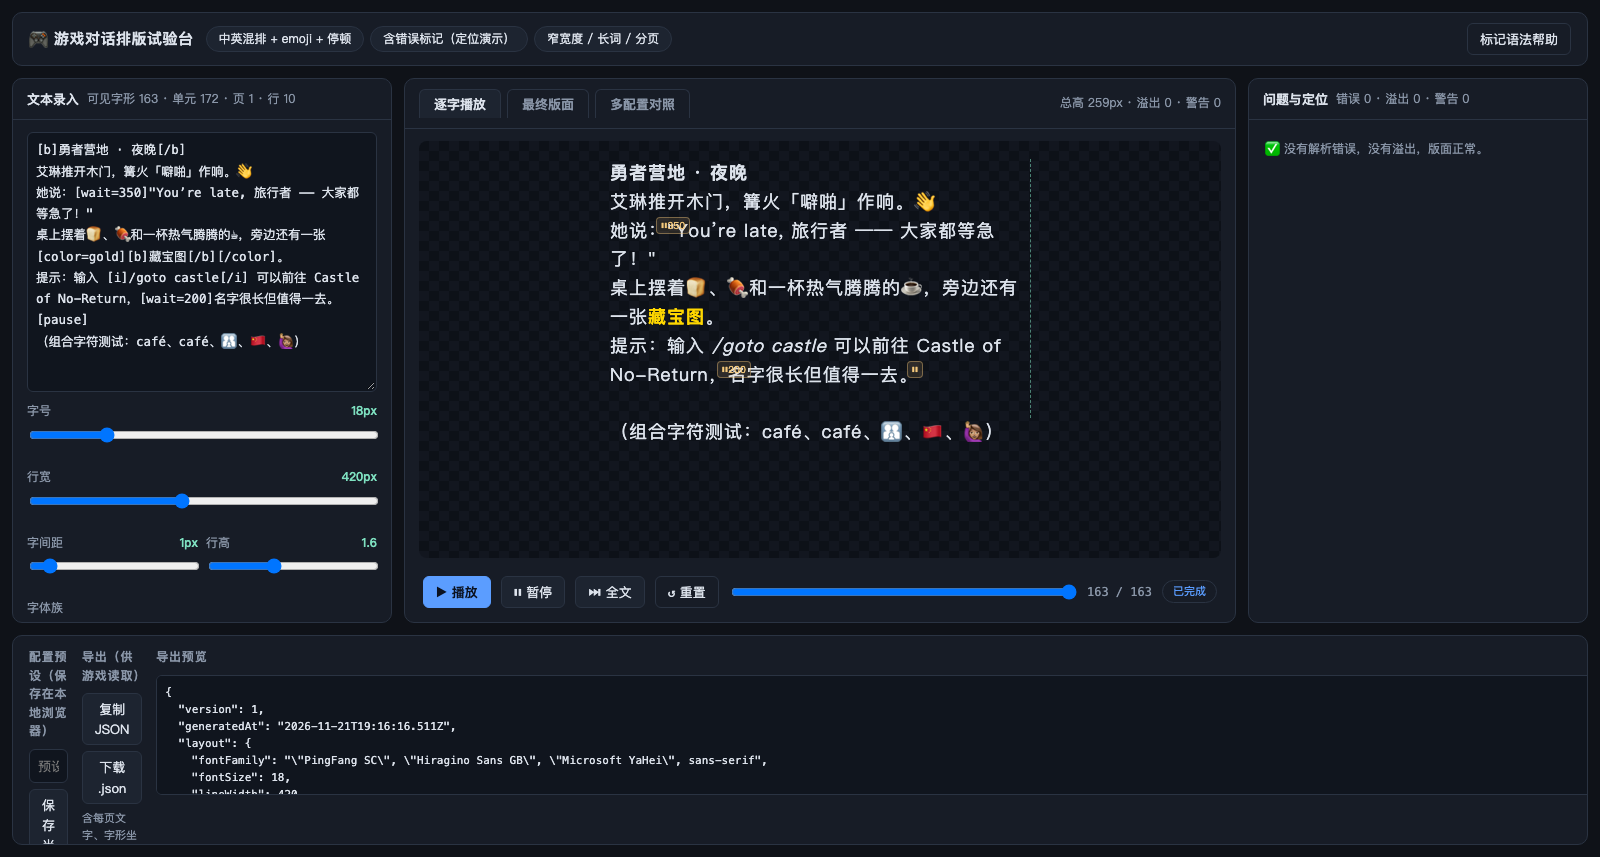 🎮 游戏对话排版试验台
中英混排 + emoji + 停顿
含错误标记（定位演示）
窄宽度 / 长词 / 分页
标记语法帮助
文本录入 可见字形 163 · 单元 172 · 页 1 · 行 10
[b]勇者营地 · 夜晚[/b]
艾琳推开木门，篝火「噼啪」作响。👋
她说：[wait=350]"You're late, 旅行者 —— 大家都
等急了！"
桌上摆着🍞、🍖和一杯热气腾腾的☕，旁边还有一张
[color=gold][b]藏宝图[/b][/color]。
提示：输入 [i]/goto castle[/i] 可以前往 Castle
of No-Return，[wait=200]名字很长但值得一去。
[pause]
（组合字符测试：café、café、🚻、🇨🇳、🙋🏽‍♀️）
字号 18px
行宽 420px
字间距 1px 行高 1.6
字体族
逐字播放
最终版面
多配置对照
总高 259px · 溢出 0 · 警告 0
勇者营地 · 夜晚
艾琳推开木门，篝火「噼啪」作响。👋
她说："You're late, 旅行者 —— 大家都等急
了！"
桌上摆着🍞、🍖和一杯热气腾腾的☕，旁边还有
一张藏宝图。
提示：输入 /goto castle 可以前往 Castle of
No-Return，名字很长但值得一去。⏸
（组合字符测试：café、café、🚻、🇨🇳、🙋🏽‍♀️）
▶ 播放
⏸ 暂停
⏭ 全文
↺ 重置
163 / 163
已完成
问题与定位 错误 0 · 溢出 0 · 警告 0
✅ 没有解析错误，没有溢出，版面正常。
配置预
设（保
存在本
地浏览
器）
预设
保
存
导出（供
游戏读取）
复制
JSON
下载
.json
含每页文
字、字形坐
导出预览
{
"version": 1,
"generatedAt": "2026-11-21T19:16:16.511Z",
"layout": {
"fontFamily": "\"PingFang SC\", \"Hiragino Sans GB\", \"Microsoft YaHei\", sans-serif",
"fontSize": 18,
"lineWidth": 420,